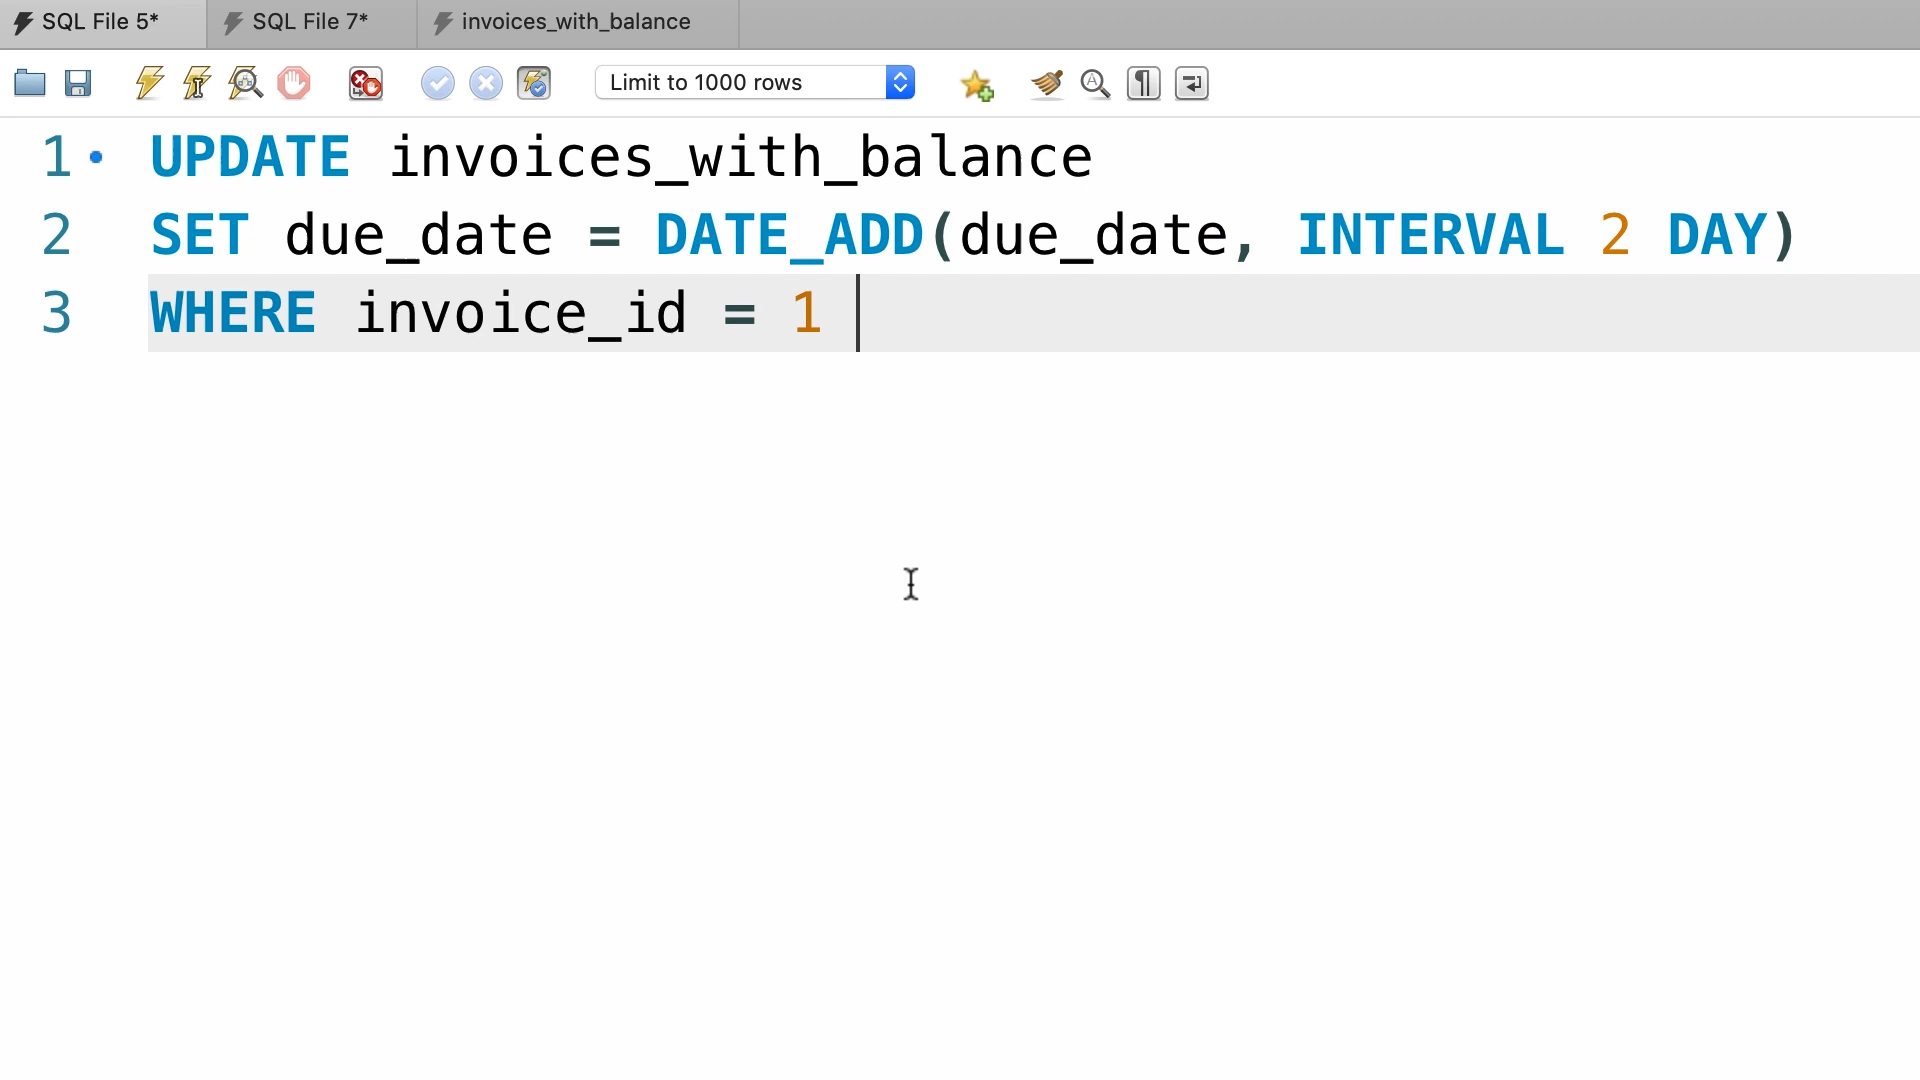 SQL File 5* SQL File 7* invoices_with_balance
Limit to 1000 rows
1 UPDATE invoices_with_balance
2 SET due_date = DATE_ADD(due_date, INTERVAL 2 DAY)
3 WHERE invoice_id = 1